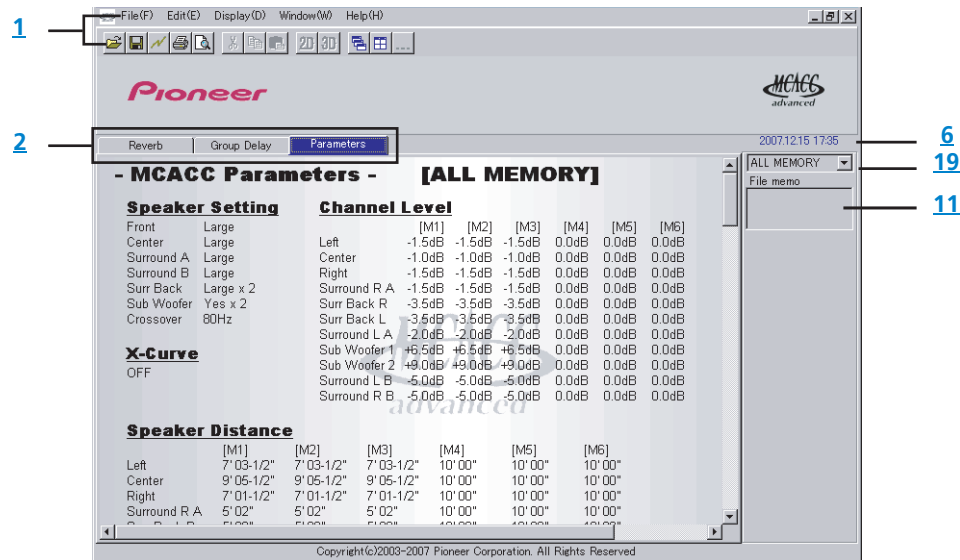 File(F) Edit(E) Display(D) Window(W) Help(H)
1
2D 3D
Pioneer
MCACC
advanced
2
Reverb Group Delay Parameters
2007.12.15 17:35
6
ALL MEMORY
19
File memo
11
- MCACC Parameters - [ALL MEMORY]
Speaker Setting
Front Large
Center Large
Surround A Large
Surround B Large
Surr Back Large x 2
Sub Woofer Yes x 2
Crossover 80Hz
X-Curve
OFF
Channel Level
[M1] [M2] [M3] [M4] [M5] [M6]
Left -1.5dB -1.5dB -1.5dB 0.0dB 0.0dB 0.0dB
Center -1.0dB -1.0dB -1.0dB 0.0dB 0.0dB 0.0dB
Right -1.5dB -1.5dB -1.5dB 0.0dB 0.0dB 0.0dB
Surround R A -1.5dB -1.5dB -1.5dB 0.0dB 0.0dB 0.0dB
Surr Back R -3.5dB -3.5dB -3.5dB 0.0dB 0.0dB 0.0dB
Surr Back L -3.5dB -3.5dB -3.5dB 0.0dB 0.0dB 0.0dB
Surround L A -2.0dB -2.0dB -2.0dB 0.0dB 0.0dB 0.0dB
Sub Woofer 1 +6.5dB +6.5dB +6.5dB 0.0dB 0.0dB 0.0dB
Sub Woofer 2 +9.0dB +9.0dB +9.0dB 0.0dB 0.0dB 0.0dB
Surround L B -5.0dB -5.0dB -5.0dB 0.0dB 0.0dB 0.0dB
Surround R B -5.0dB -5.0dB -5.0dB 0.0dB 0.0dB 0.0dB
MCACC
advanced
Speaker Distance
[M1] [M2] [M3] [M4] [M5] [M6]
Left 7' 03-1/2" 7' 03-1/2" 7' 03-1/2" 10' 00" 10' 00" 10' 00"
Center 9' 05-1/2" 9' 05-1/2" 9' 05-1/2" 10' 00" 10' 00" 10' 00"
Right 7' 01-1/2" 7' 01-1/2" 7' 01-1/2" 10' 00" 10' 00" 10' 00"
Surround R A 5' 02" 5' 02" 5' 02" 10' 00" 10' 00" 10' 00"
Copyright(c)2003-2007 Pioneer Corporation. All Rights Reserved